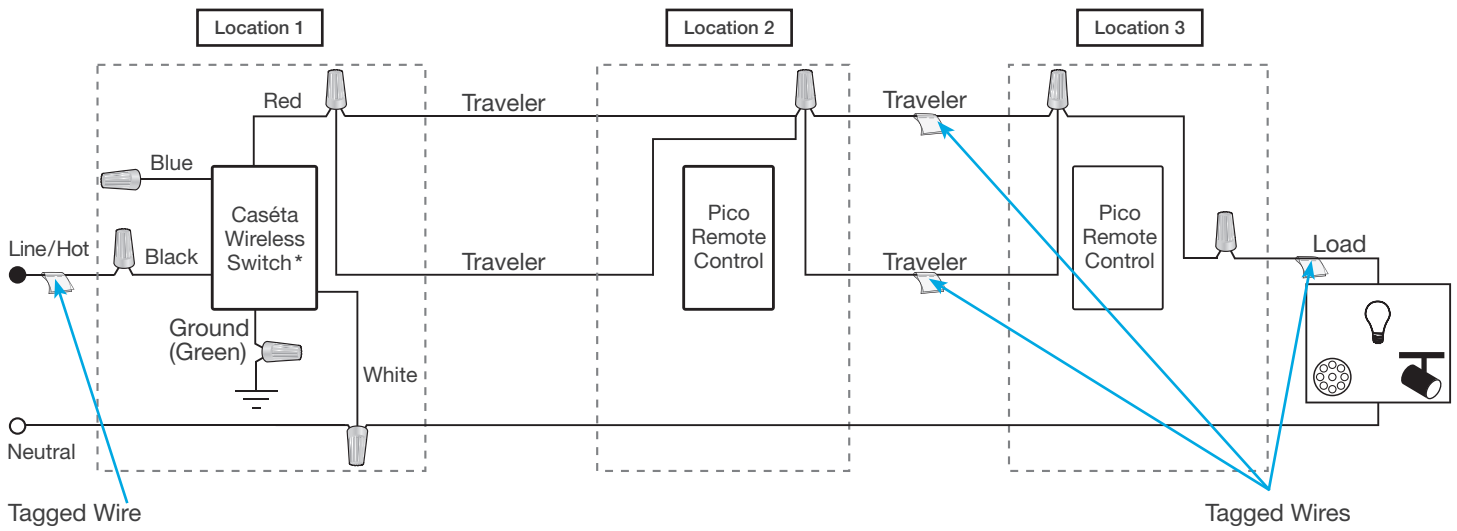 Location 1
Location 2
Location 3
Red
Traveler
Traveler
Blue
Caséta
Wireless
Switch*
Pico
Remote
Control
Pico
Remote
Control
Line/Hot
Black
Traveler
Traveler
Load
Ground
(Green)
White
Neutral
Tagged Wire
Tagged Wires